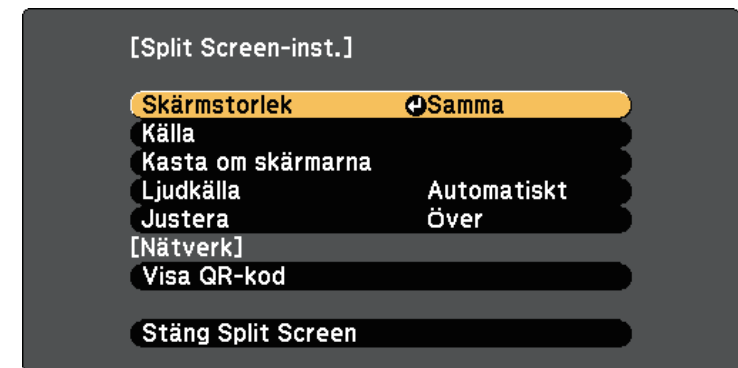 [Split Screen-inst.]
Skärmstorlek Samma
Källa
Kasta om skärmarna
Ljudkälla Automatiskt
Justera Över
[Nätverk]
Visa QR-kod
Stäng Split Screen